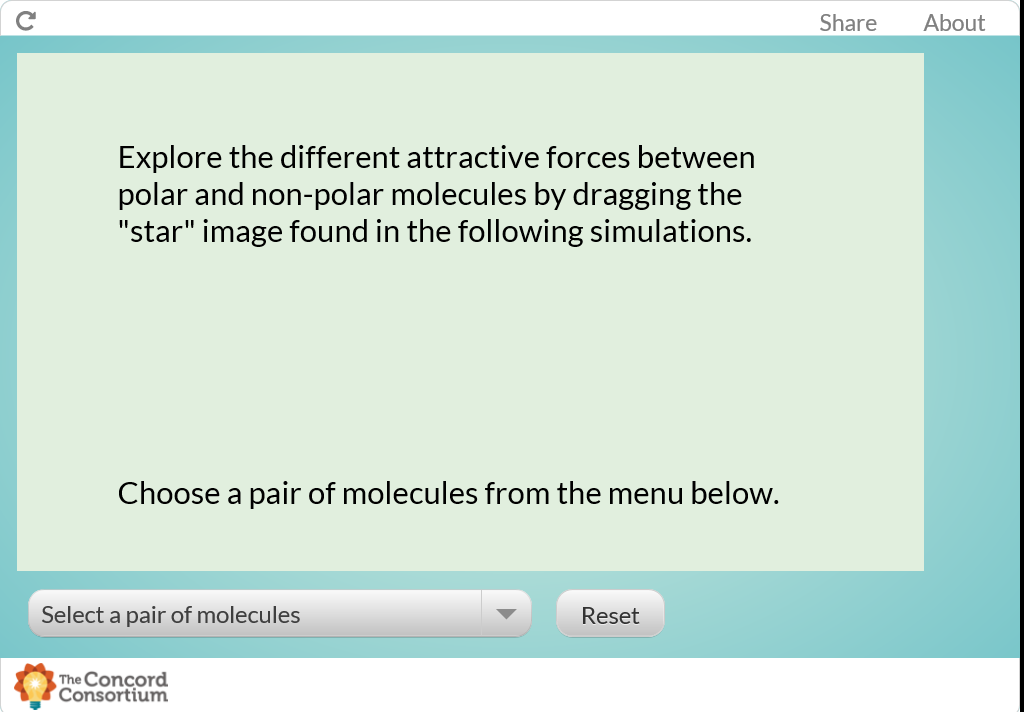 Share About
Explore the different attractive forces between
polar and non-polar molecules by dragging the
"star" image found in the following simulations.
Choose a pair of molecules from the menu below.
Select a pair of molecules
Reset
The Concord
Consortium